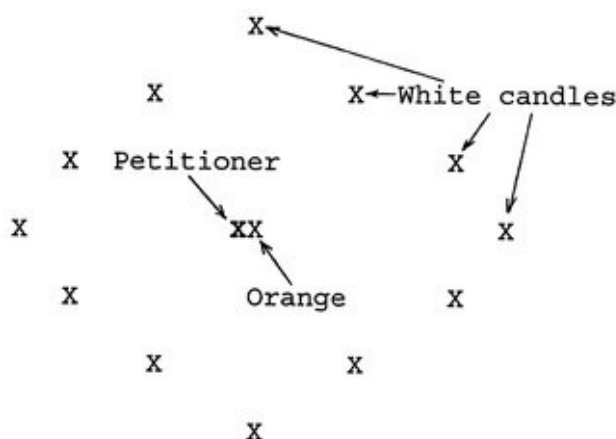 X
X X White candles
X Petitioner X
X XX X
X Orange X
X X
X